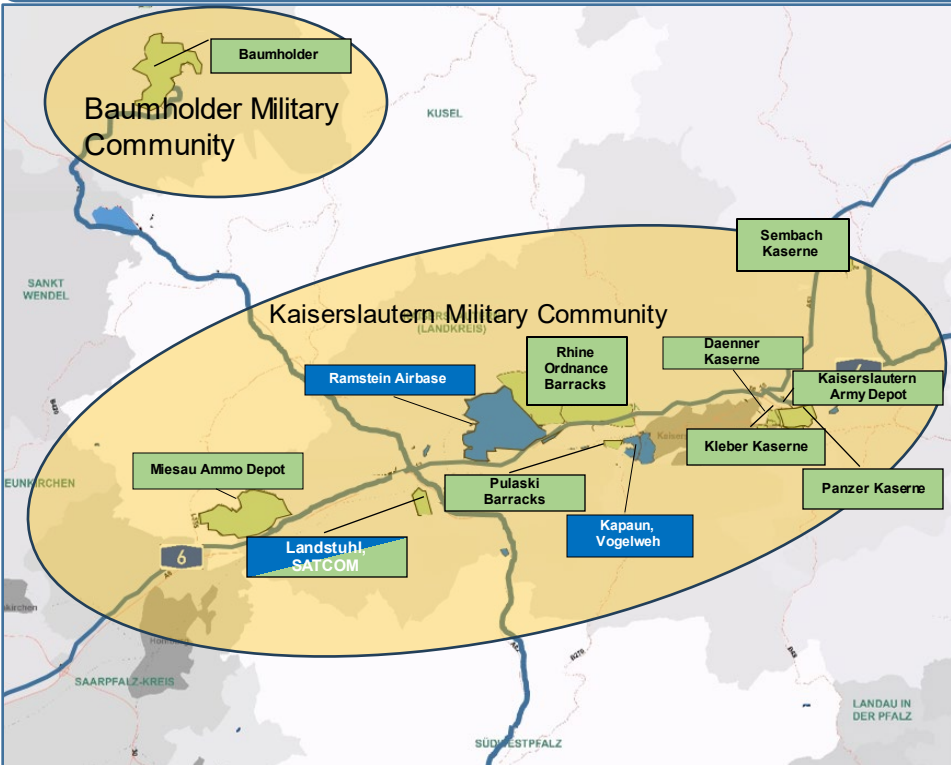 Baumholder
Baumholder Military
Community
KUSEL
Sembach
Kaserne
SANKT
WENDEL
Kaiserslautern Military Community
(LANDKREIS)
Daenner
Kaserne
Rhine
Ordnance
Barracks
Ramstein Airbase
Kaiserslautern
Army Depot
Kleber Kaserne
Miesau Ammo Depot
Pulaski
Barracks
Panzer Kaserne
Kapaun,
Vogelweh
Landstuhl,
SATCOM
6
SAARPFALZ-KREIS
B270
LANDAU IN
DER PFALZ
SÜDWESTPFALZ